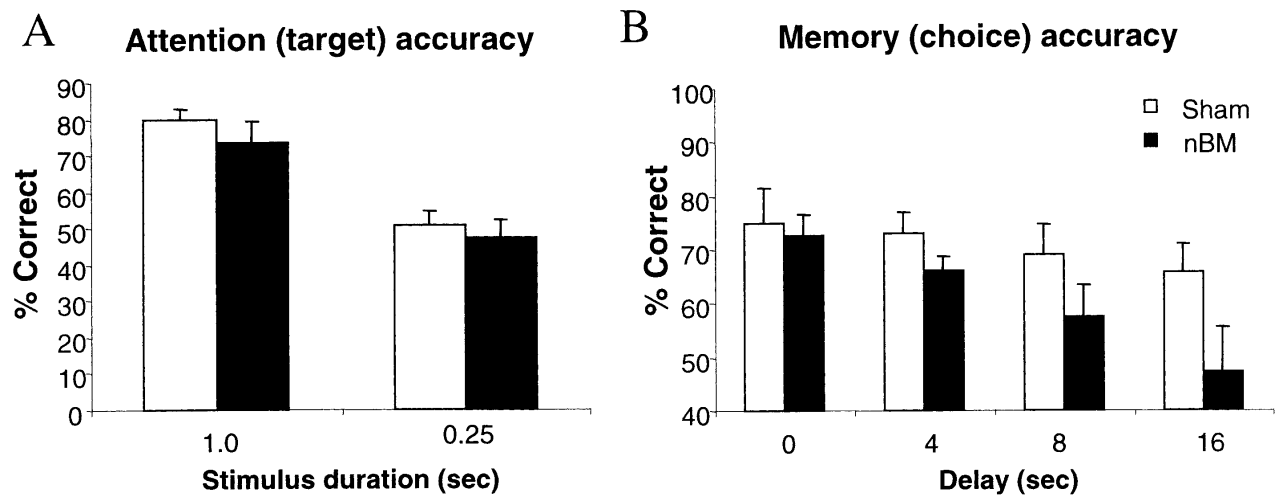 A
Attention (target) accuracy
% Correct
90
80
70
60
50
40
30
20
10
0
1.0 0.25
Stimulus duration (sec)
B
Memory (choice) accuracy
% Correct
100
90
80
70
60
50
40
Sham
nBM
0 4 8 16
Delay (sec)